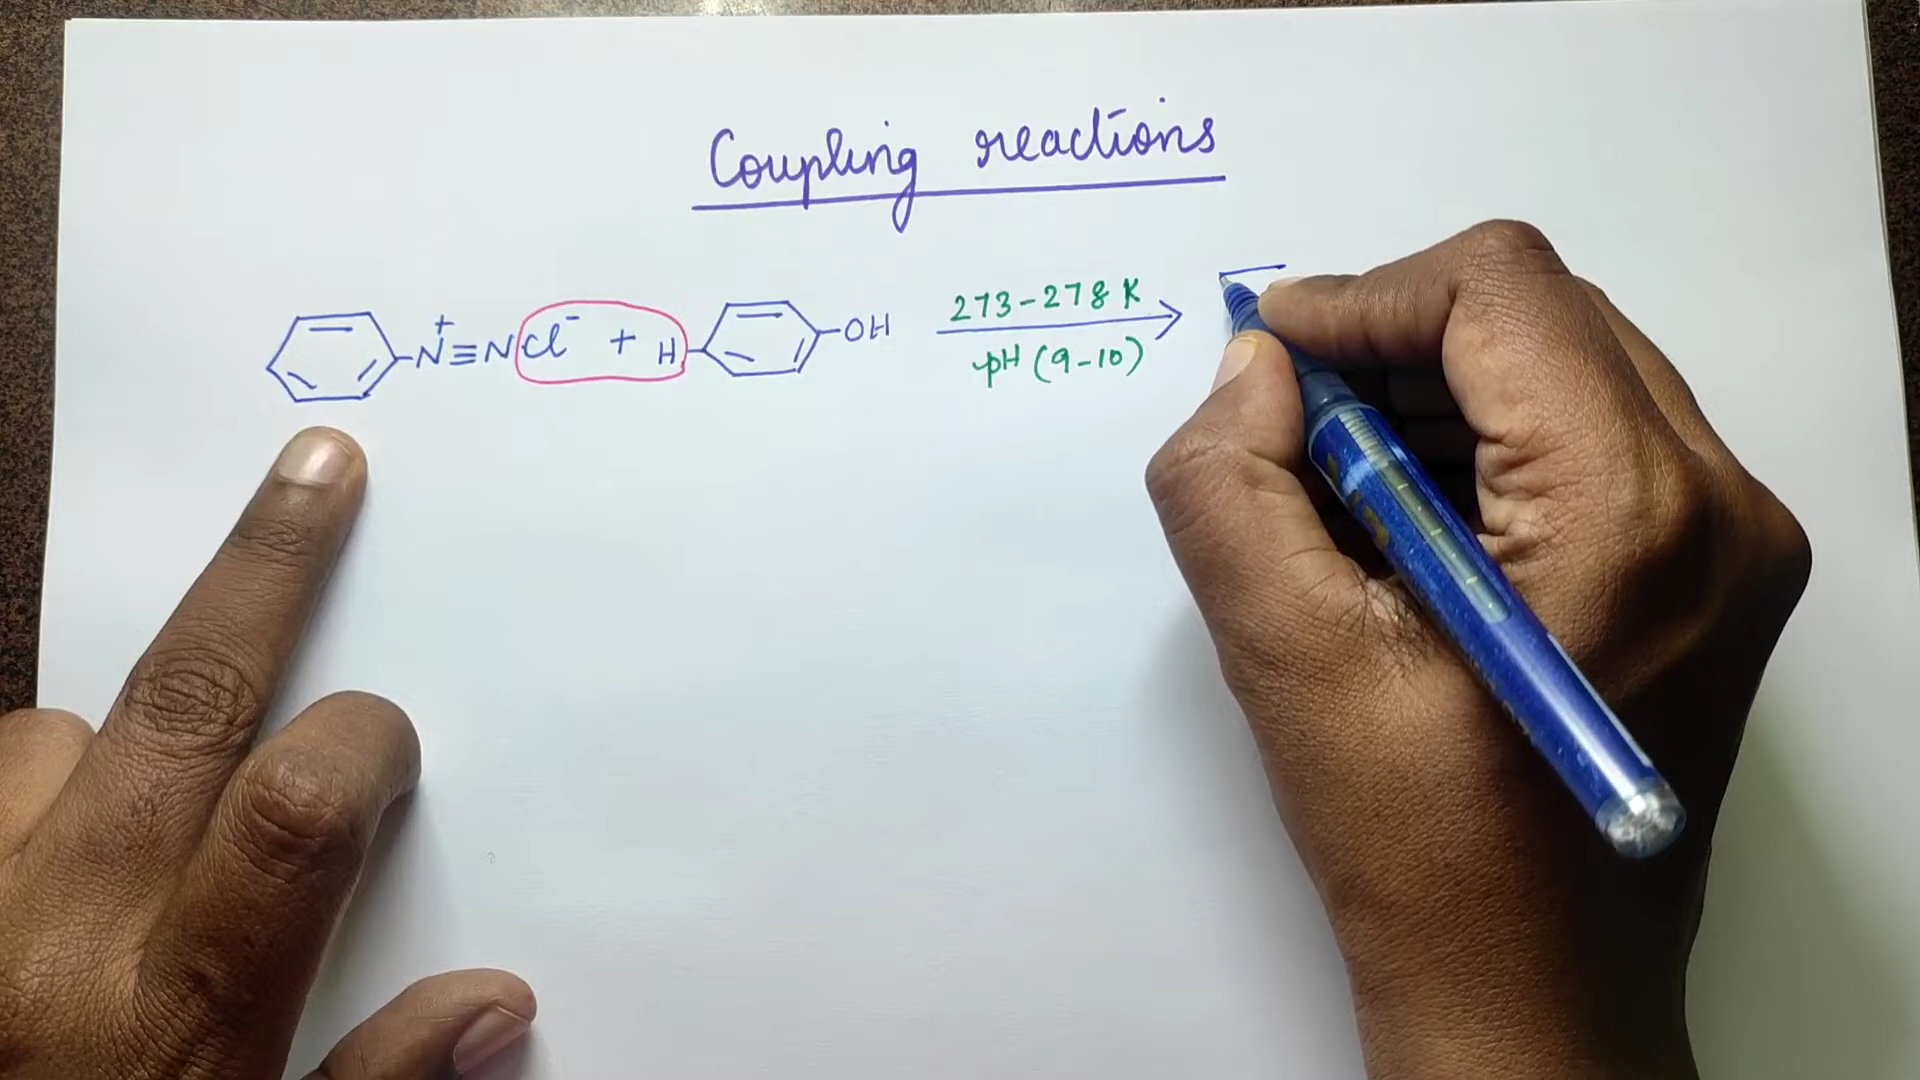 Coupling reactions
N⁺≡NCl⁻ + H OH
273-278 K
pH (9-10)